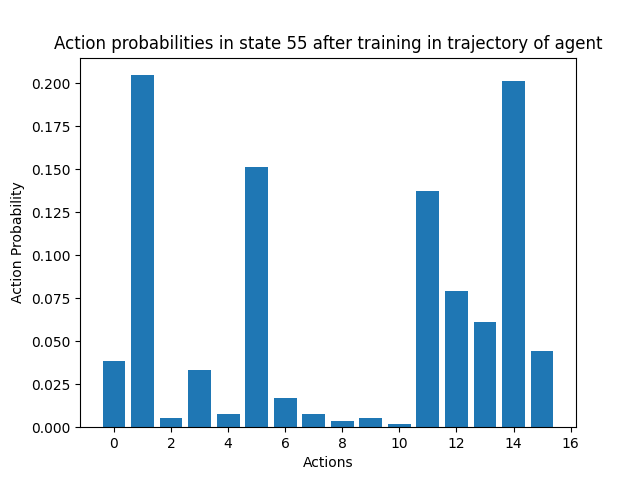 Action probabilities in state 55 after training in trajectory of agent
0.200
0.175
0.150
0.125
0.100
0.075
0.050
0.025
0.000
Action Probability
0 2 4 6 8 10 12 14 16
Actions